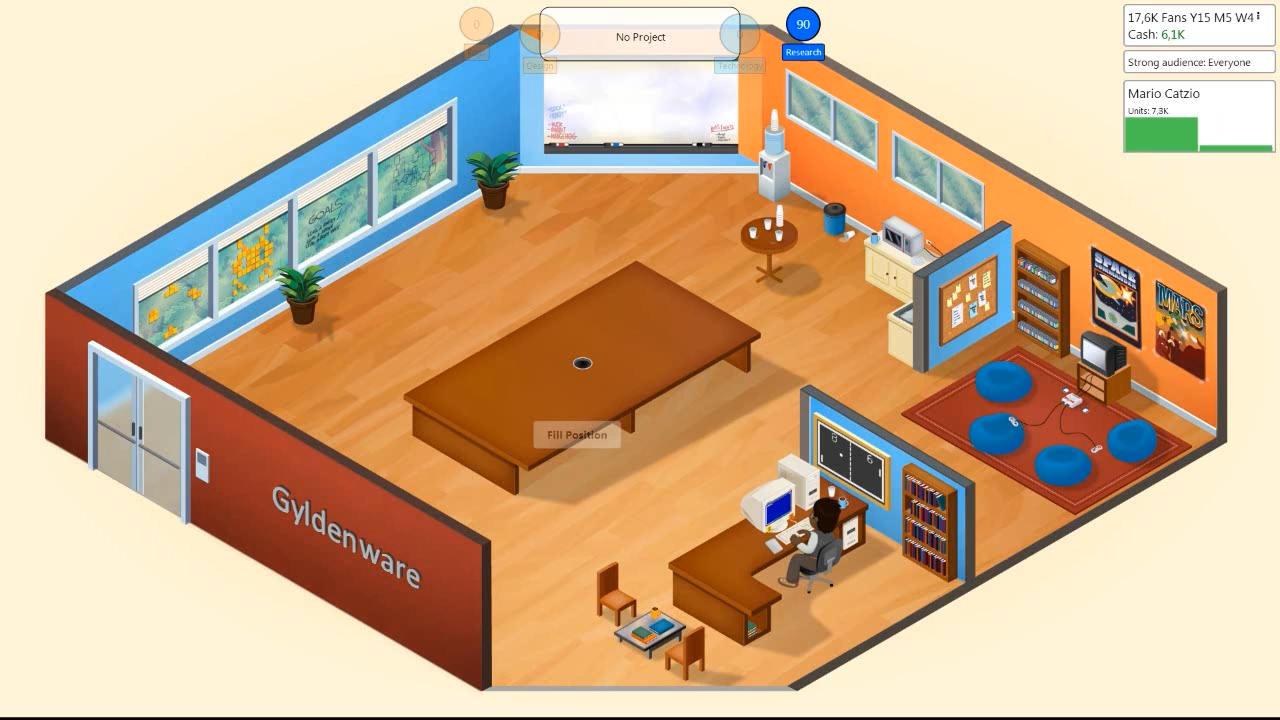 0
No Project
90
Design
Technology
Research
17,6K Fans Y15 M5 W4
Cash: 6,1K
Strong audience: Everyone
Mario Catzio
Units: 7,3K
GOALS
SPACE
MARS
Fill Position
6
Gyldenware